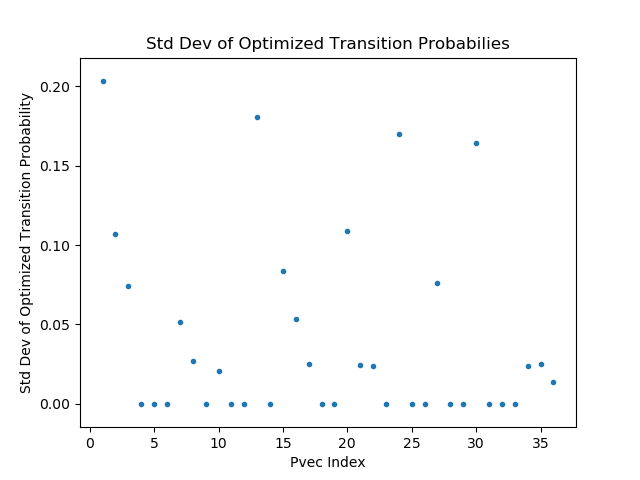 Std Dev of Optimized Transition Probabilies
Std Dev of Optimized Transition Probability
0.20
0.15
0.10
0.05
0.00
0 5 10 15 20 25 30 35
Pvec Index